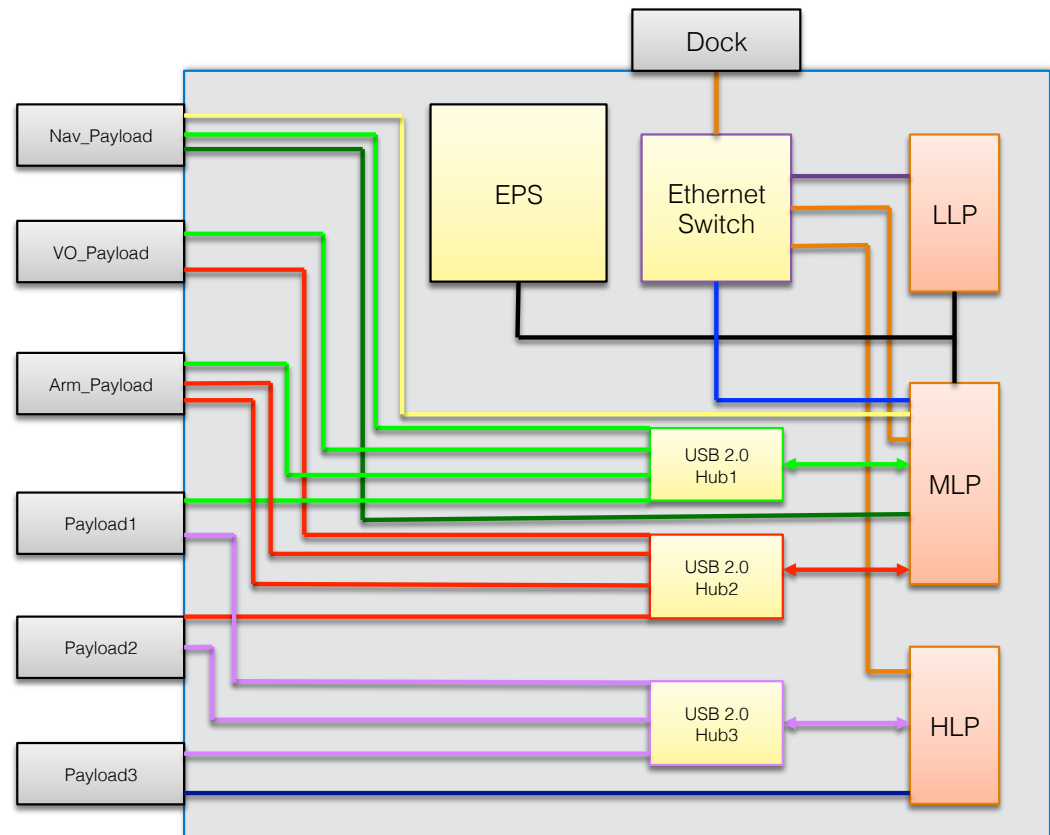 Dock
Nav_Payload
EPS
Ethernet
Switch
LLP
VO_Payload
Arm_Payload
USB 2.0
Hub1
MLP
Payload1
USB 2.0
Hub2
Payload2
USB 2.0
Hub3
HLP
Payload3